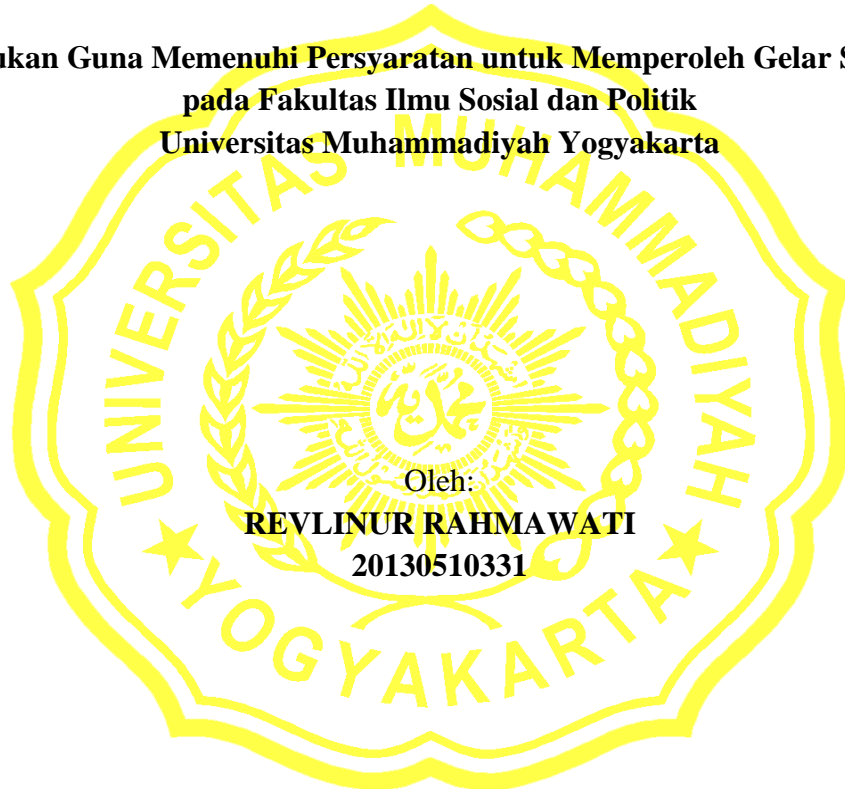 ukan Guna Memenuhi Persyaratan untuk Memperoleh Gelar S
pada Fakultas Ilmu Sosial dan Politik
Universitas Muhammadiyah Yogyakarta
UNIVERSITAS MUHAMMADIYAH
Oleh:
REVLINUR RAHMAWATI
20130510331
★ YOGYAKARTA ★